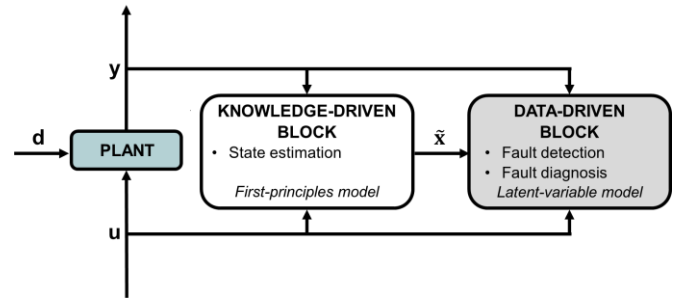 y
KNOWLEDGE-DRIVEN
BLOCK
• State estimation
First-principles model
DATA-DRIVEN
BLOCK
• Fault detection
• Fault diagnosis
Latent-variable model
d
PLANT
x̃
u